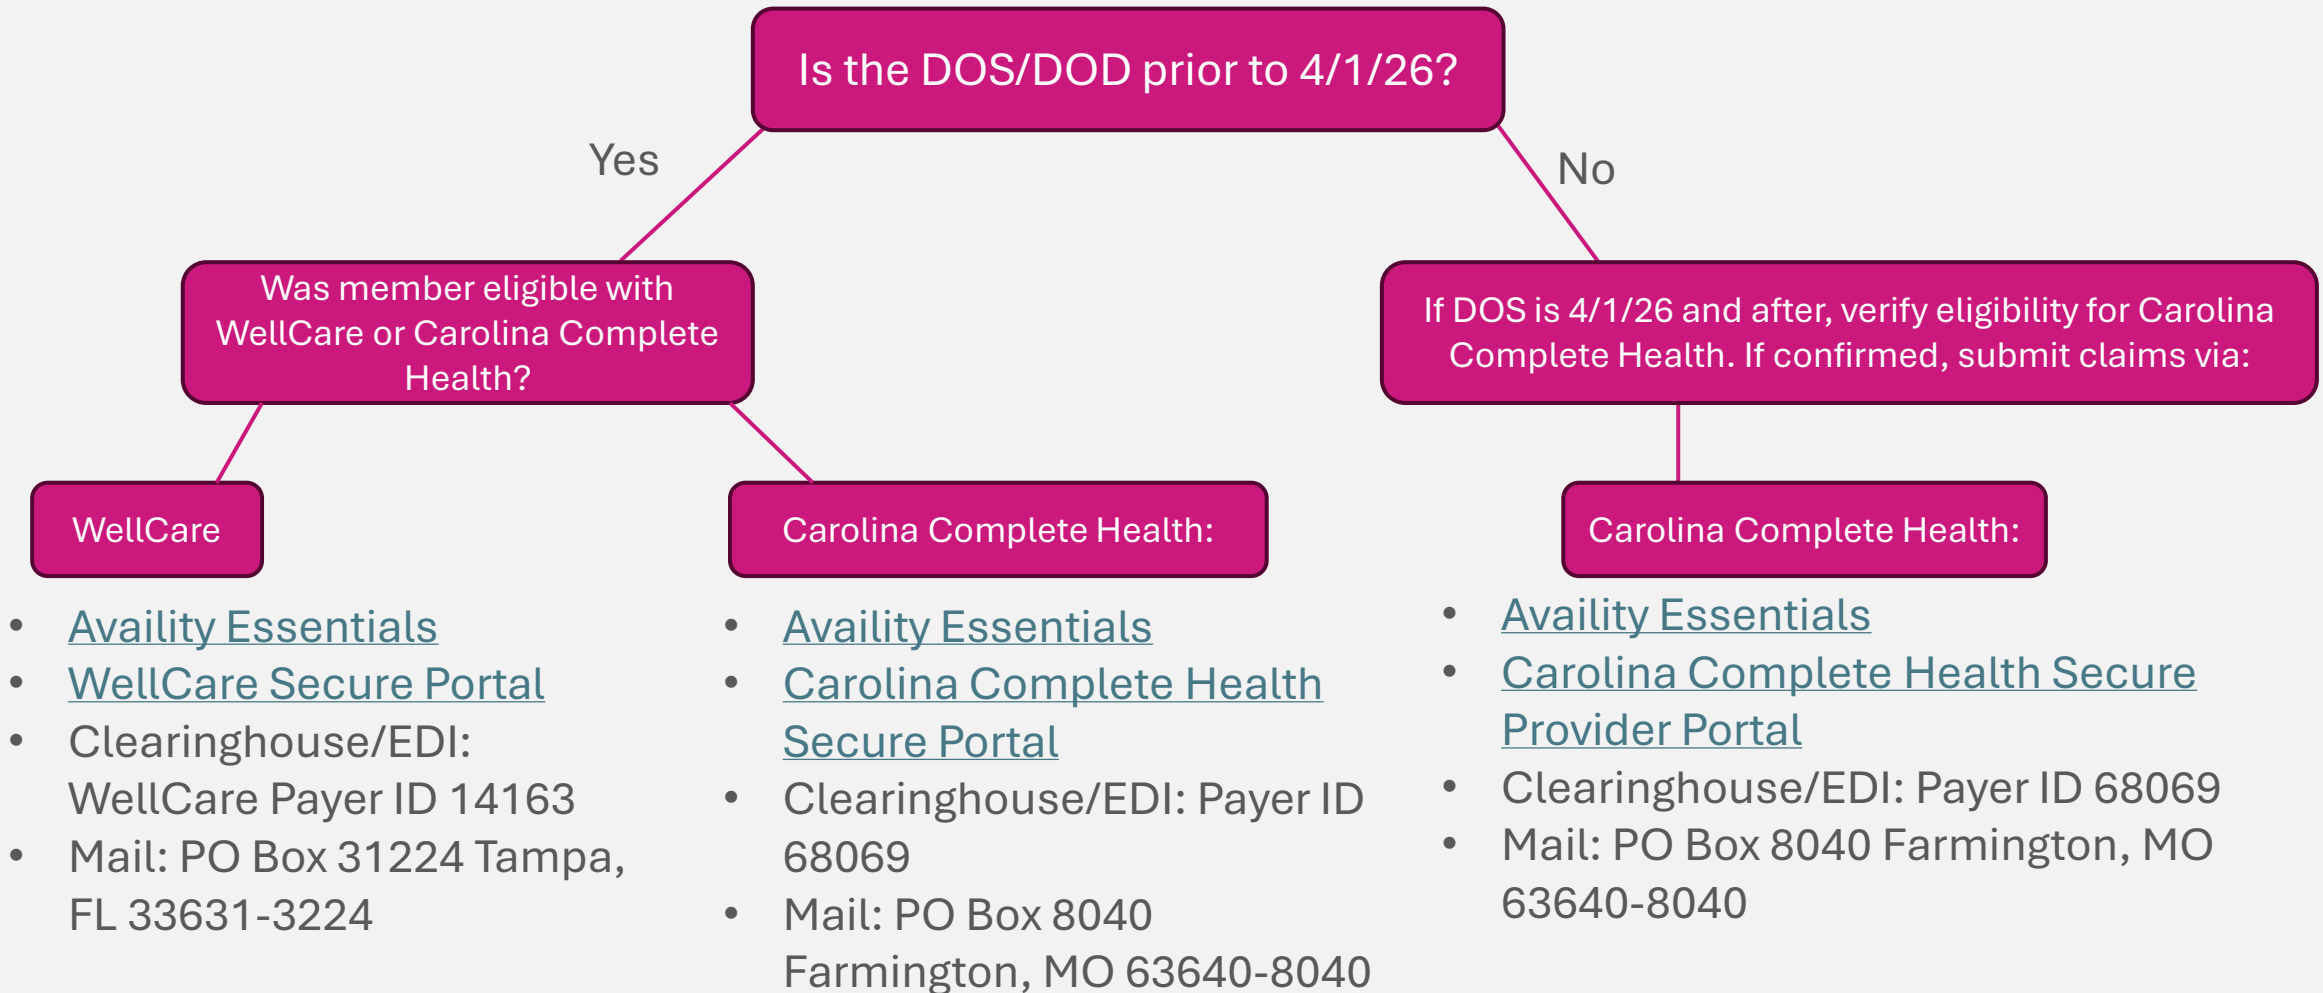 Is the DOS/DOD prior to 4/1/26?
Yes
No
Was member eligible with
WellCare or Carolina Complete
Health?
If DOS is 4/1/26 and after, verify eligibility for Carolina
Complete Health. If confirmed, submit claims via:
WellCare
• Availity Essentials
• WellCare Secure Portal
• Clearinghouse/EDI:
WellCare Payer ID 14163
• Mail: PO Box 31224 Tampa,
FL 33631-3224
Carolina Complete Health:
• Availity Essentials
• Carolina Complete Health
Secure Portal
• Clearinghouse/EDI: Payer ID
68069
• Mail: PO Box 8040
Farmington, MO 63640-8040
Carolina Complete Health:
• Availity Essentials
• Carolina Complete Health Secure
Provider Portal
• Clearinghouse/EDI: Payer ID 68069
• Mail: PO Box 8040 Farmington, MO
63640-8040